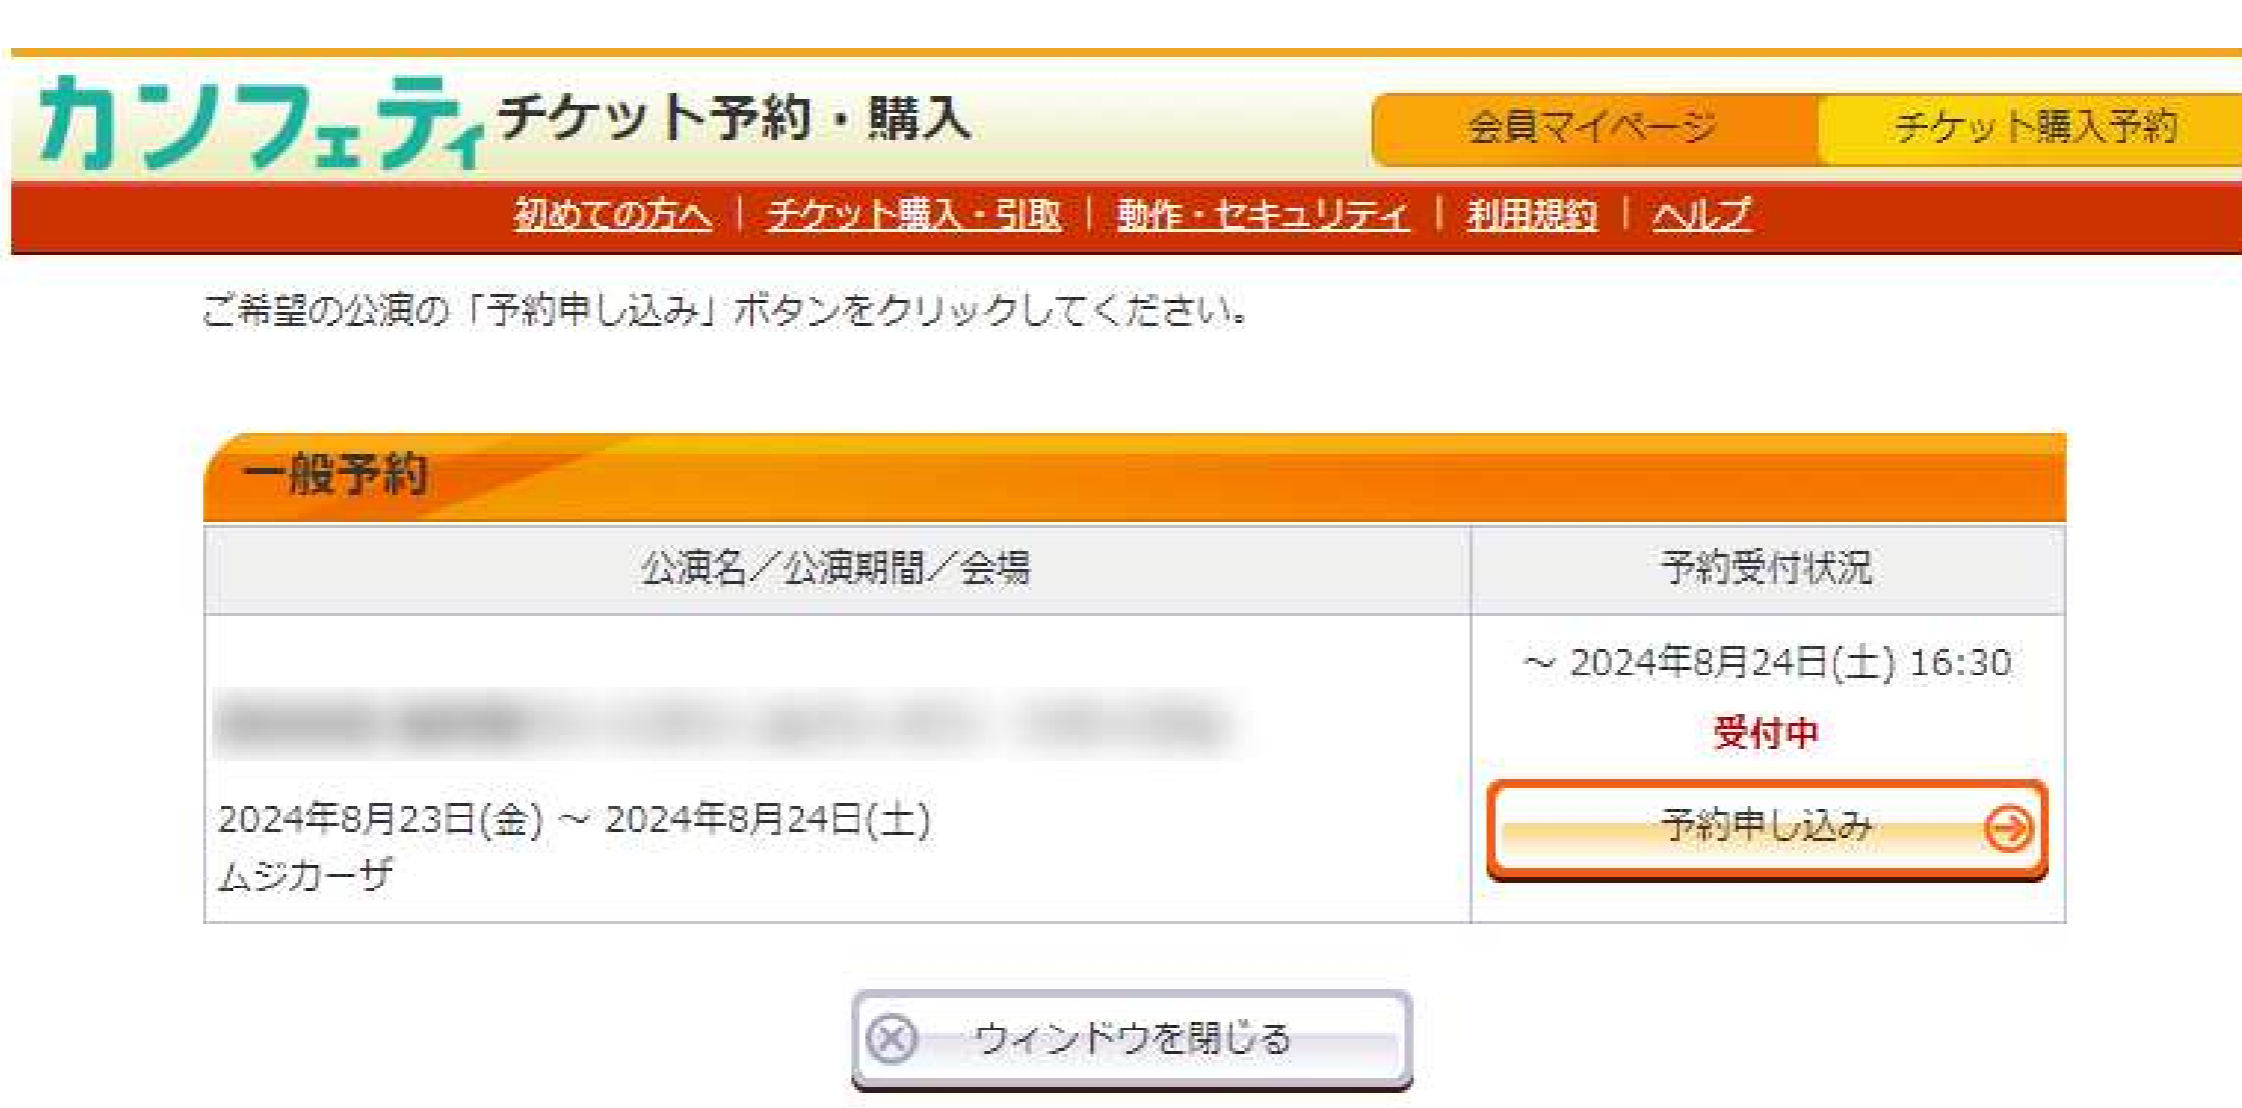 カンフェティ チケット予約・購入
会員マイページ チケット購入予約
初めての方へ | チケット購入・引取 | 動作・セキュリティ | 利用規約 | ヘルプ
ご希望の公演の「予約申し込み」ボタンをクリックしてください。
一般予約
公演名／公演期間／会場 予約受付状況
～ 2024年8月24日(土) 16:30
受付中
2024年8月23日(金) ～ 2024年8月24日(土)
予約申し込み
ムジカーザ
ウィンドウを閉じる